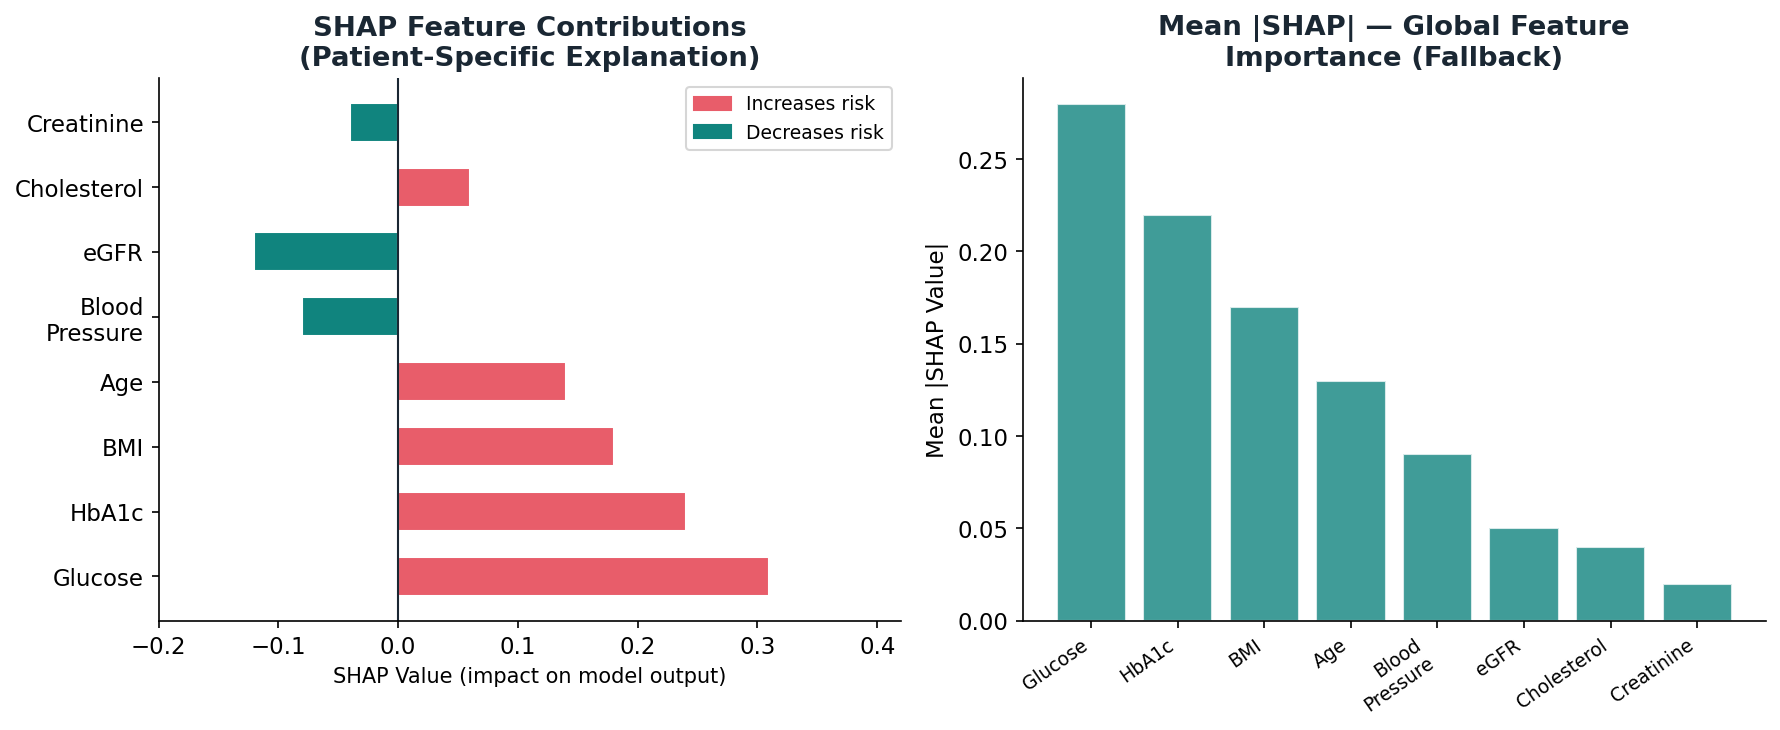 SHAP Feature Contributions
(Patient-Specific Explanation)
Increases risk
Decreases risk
Creatinine
Cholesterol
eGFR
Blood
Pressure
Age
BMI
HbA1c
Glucose
−0.2 −0.1 0.0 0.1 0.2 0.3 0.4
SHAP Value (impact on model output)
Mean |SHAP| — Global Feature
Importance (Fallback)
Mean |SHAP Value|
0.25
0.20
0.15
0.10
0.05
0.00
Glucose
HbA1c
BMI
Age
Blood
Pressure
eGFR
Cholesterol
Creatinine